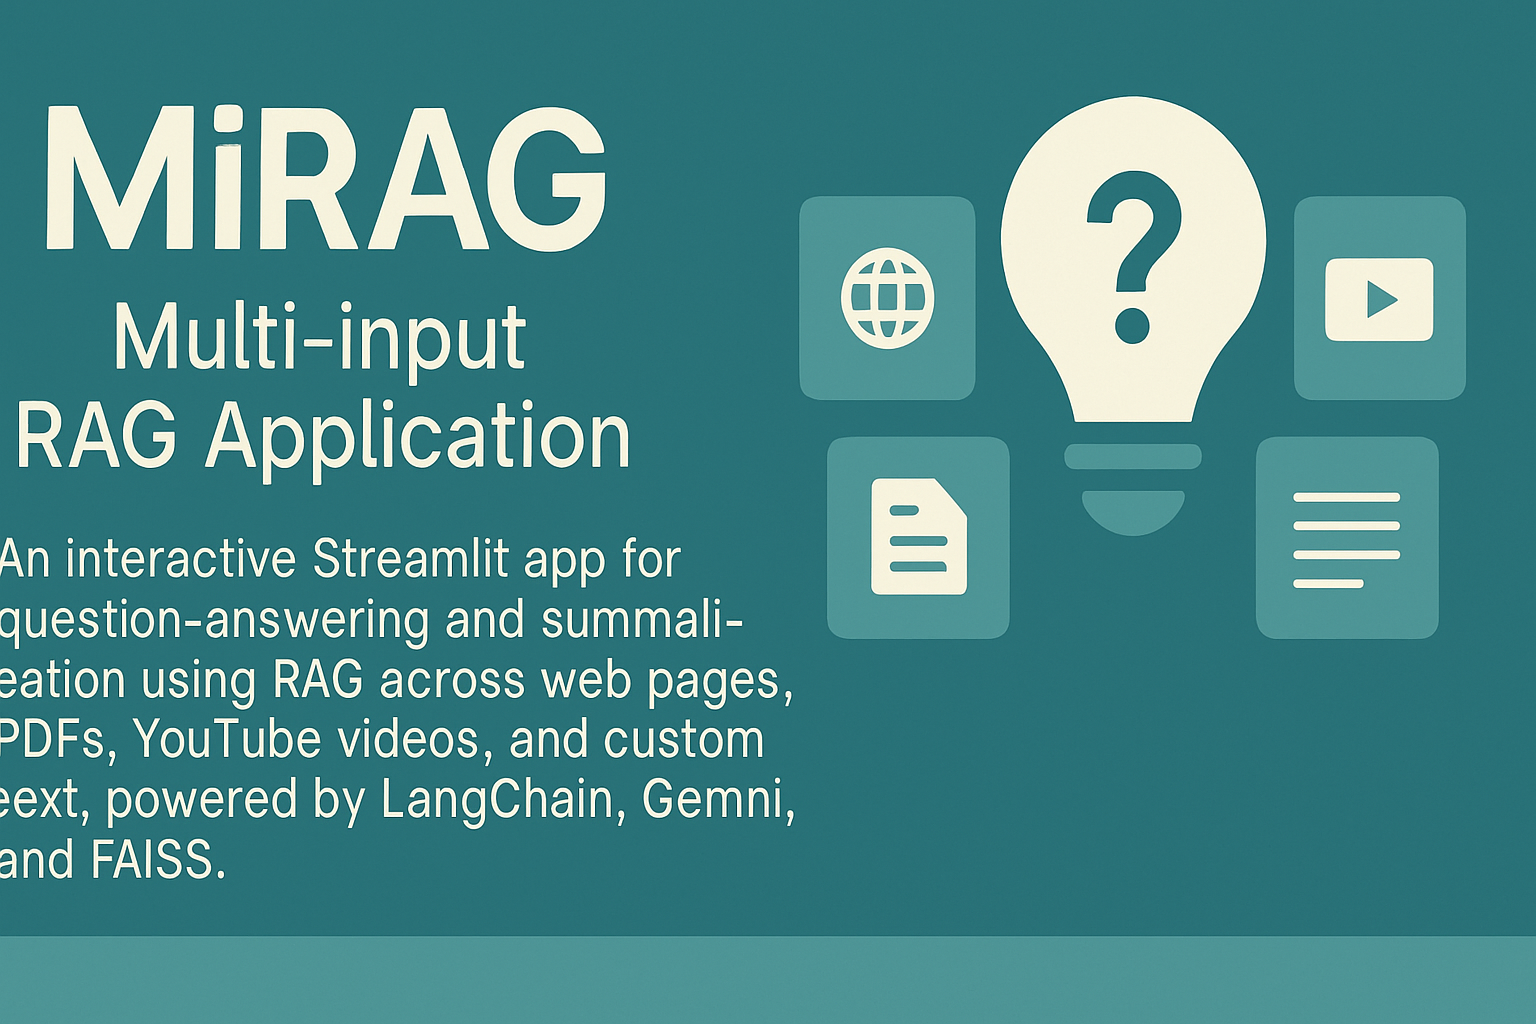 MiRAG
Multi-input
RAG Application
An interactive Streamlit app for
question-answering and summali-
eation using RAG across web pages,
PDFs, YouTube videos, and custom
eext, powered by LangChain, Gemni,
and FAISS.
?